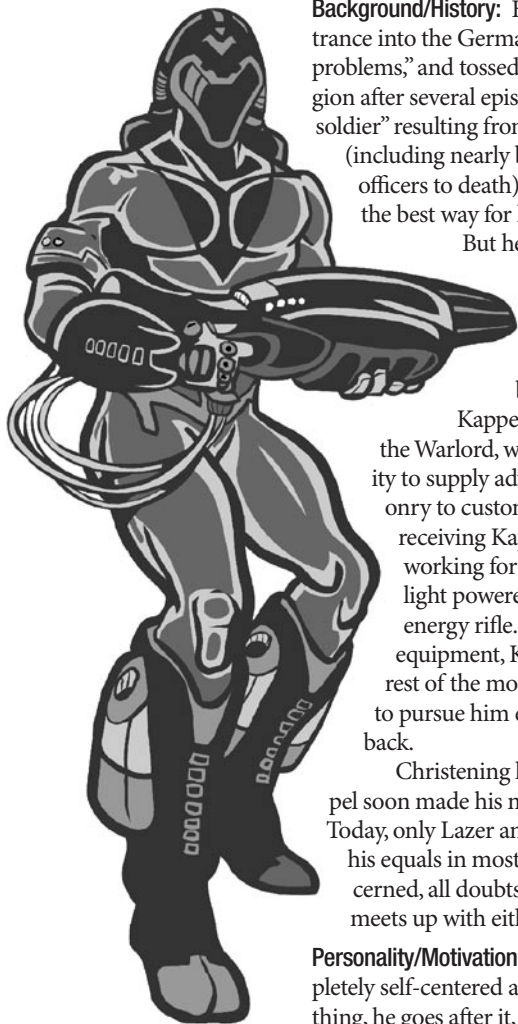 Background/History:
trance into the Germa
problems,” and tossed
gion after several epis
soldier” resulting from
(including nearly b
officers to death)
the best way for
But he
Kappe
the Warlord, w
ity to supply ad
onry to custom
receiving Ka
working for
light powere
energy rifle.
equipment, K
rest of the mo
to pursue him
back.
Christening
pel soon made his n
Today, only Lazer an
his equals in most
cerned, all doubts
meets up with eith
Personality/Motivation
pletely self-centered a
thing, he goes after it,